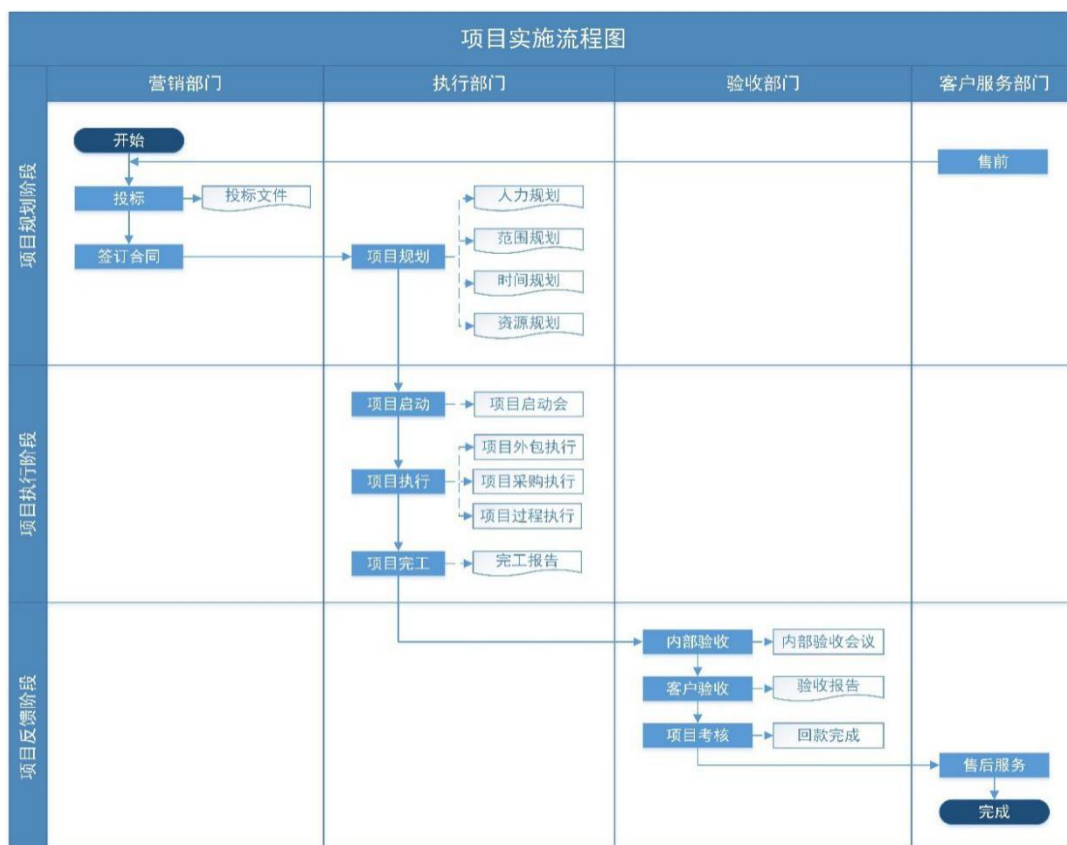 项目实施流程图
营销部门
执行部门
验收部门
客户服务部门
项目规划阶段
开始
售前
投标
投标文件
人力规划
范围规划
签订合同
项目规划
时间规划
资源规划
项目执行阶段
项目启动
项目启动会
项目外包执行
项目执行
项目采购执行
项目过程执行
项目完工
完工报告
项目反馈阶段
内部验收
内部验收会议
客户验收
验收报告
项目考核
回款完成
售后服务
完成